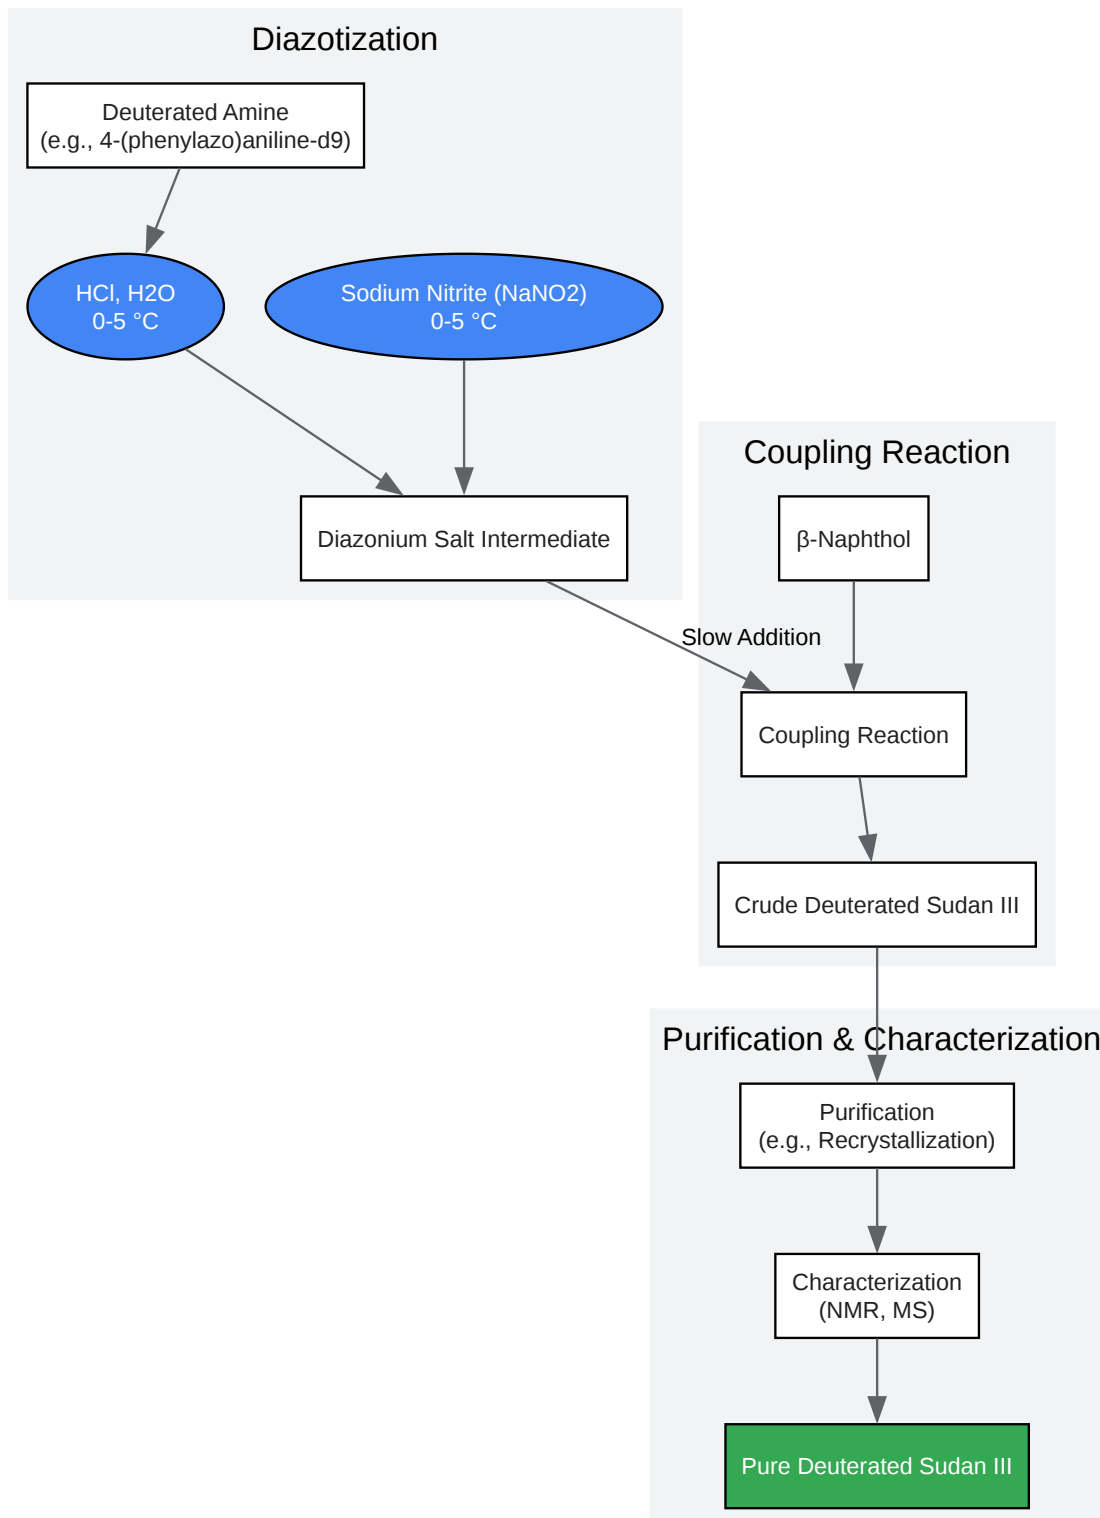 Diazotization
Deuterated Amine
(e.g., 4-(phenylazo)aniline-d9)
HCl, H2O
0-5 °C
Sodium Nitrite (NaNO2)
0-5 °C
Diazonium Salt Intermediate
Coupling Reaction
β-Naphthol
Slow Addition
Coupling Reaction
Crude Deuterated Sudan III
Purification & Characterization
Purification
(e.g., Recrystallization)
Characterization
(NMR, MS)
Pure Deuterated Sudan III